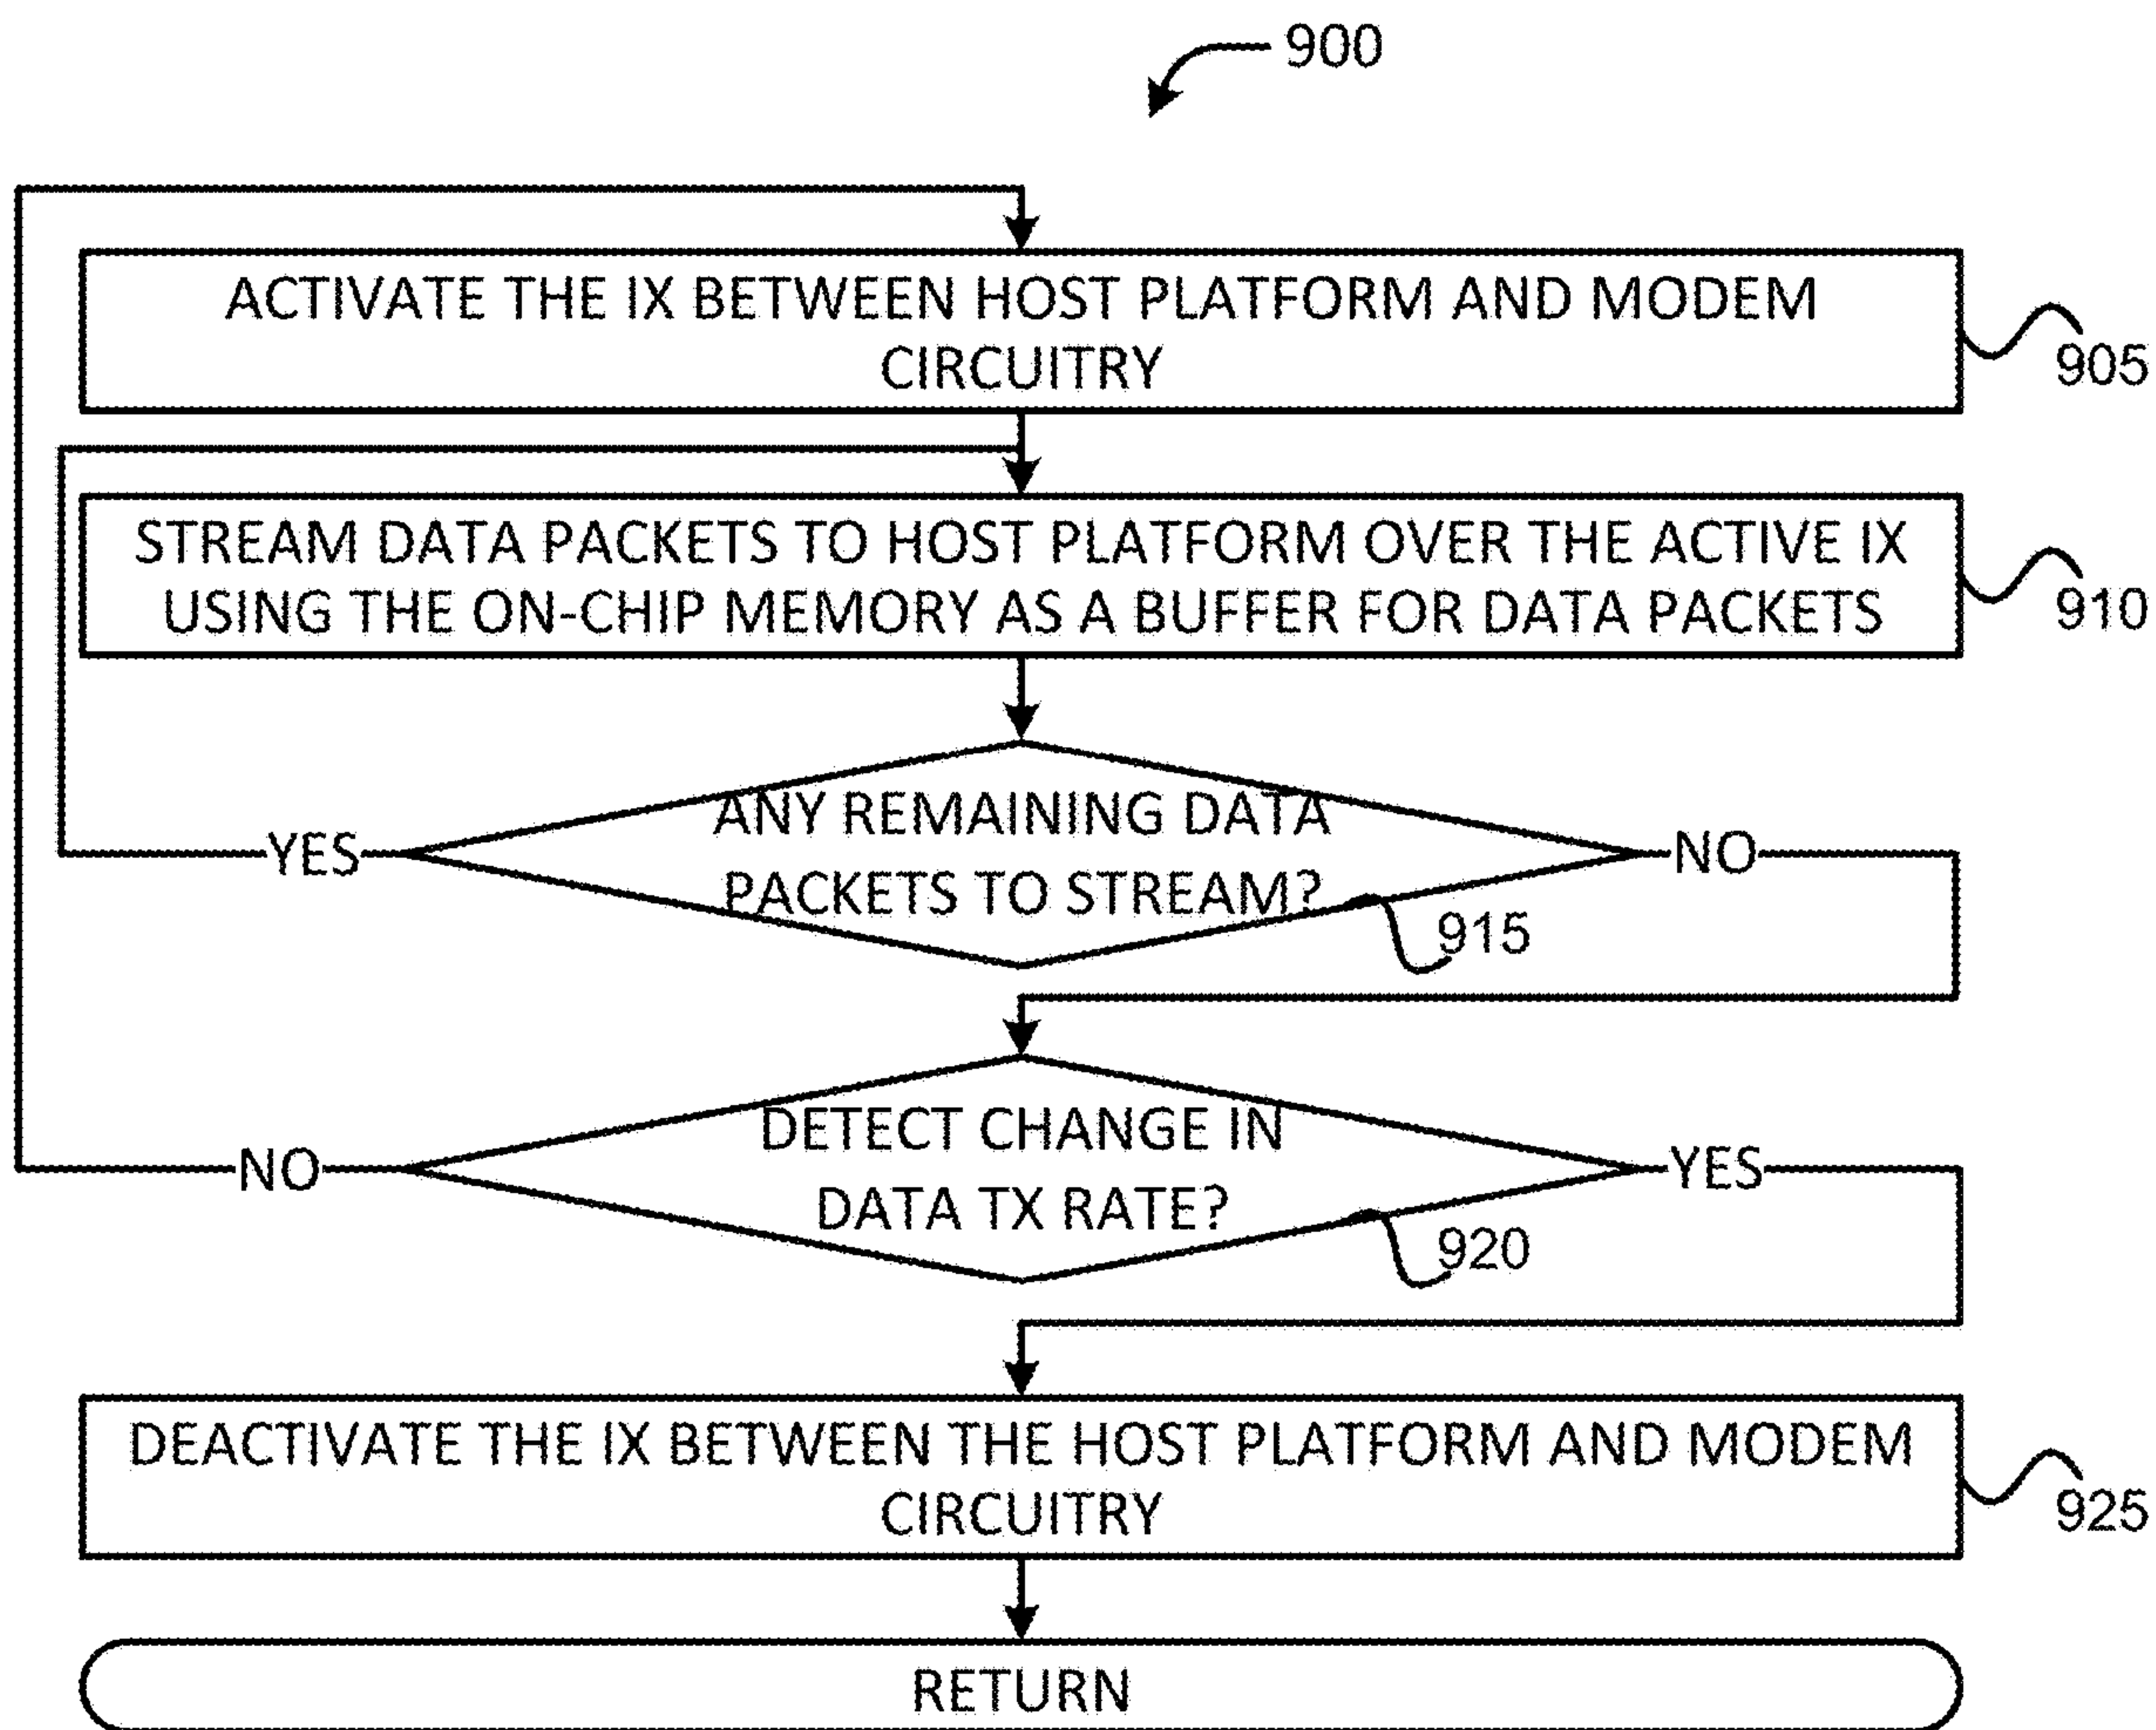 900
ACTIVATE THE IX BETWEEN HOST PLATFORM AND MODEM
CIRCUITRY
905
STREAM DATA PACKETS TO HOST PLATFORM OVER THE ACTIVE IX
USING THE ON-CHIP MEMORY AS A BUFFER FOR DATA PACKETS
910
ANY REMAINING DATA
PACKETS TO STREAM?
YES
NO
915
DETECT CHANGE IN
DATA TX RATE?
NO
YES
920
DEACTIVATE THE IX BETWEEN THE HOST PLATFORM AND MODEM
CIRCUITRY
925
RETURN